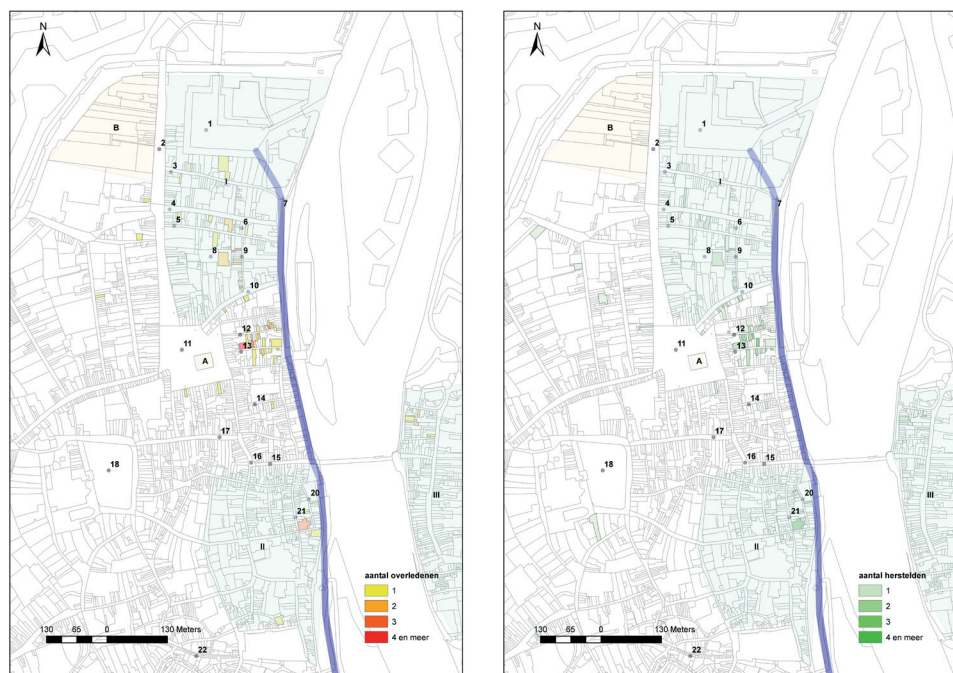 N
B
1
2
3
I
4
7
5
6
8
9
10
12
11
13
A
14
17
16
15
18
20
III
21
II
aantal overledenen
1
2
3
4 en meer
130 65 0 130 Meters
22
N
B
1
2
3
I
4
7
5
6
8
9
10
12
11
13
A
14
17
16
15
18
20
III
21
II
aantal herstelden
1
2
3
4 en meer
130 65 0 130 Meters
22